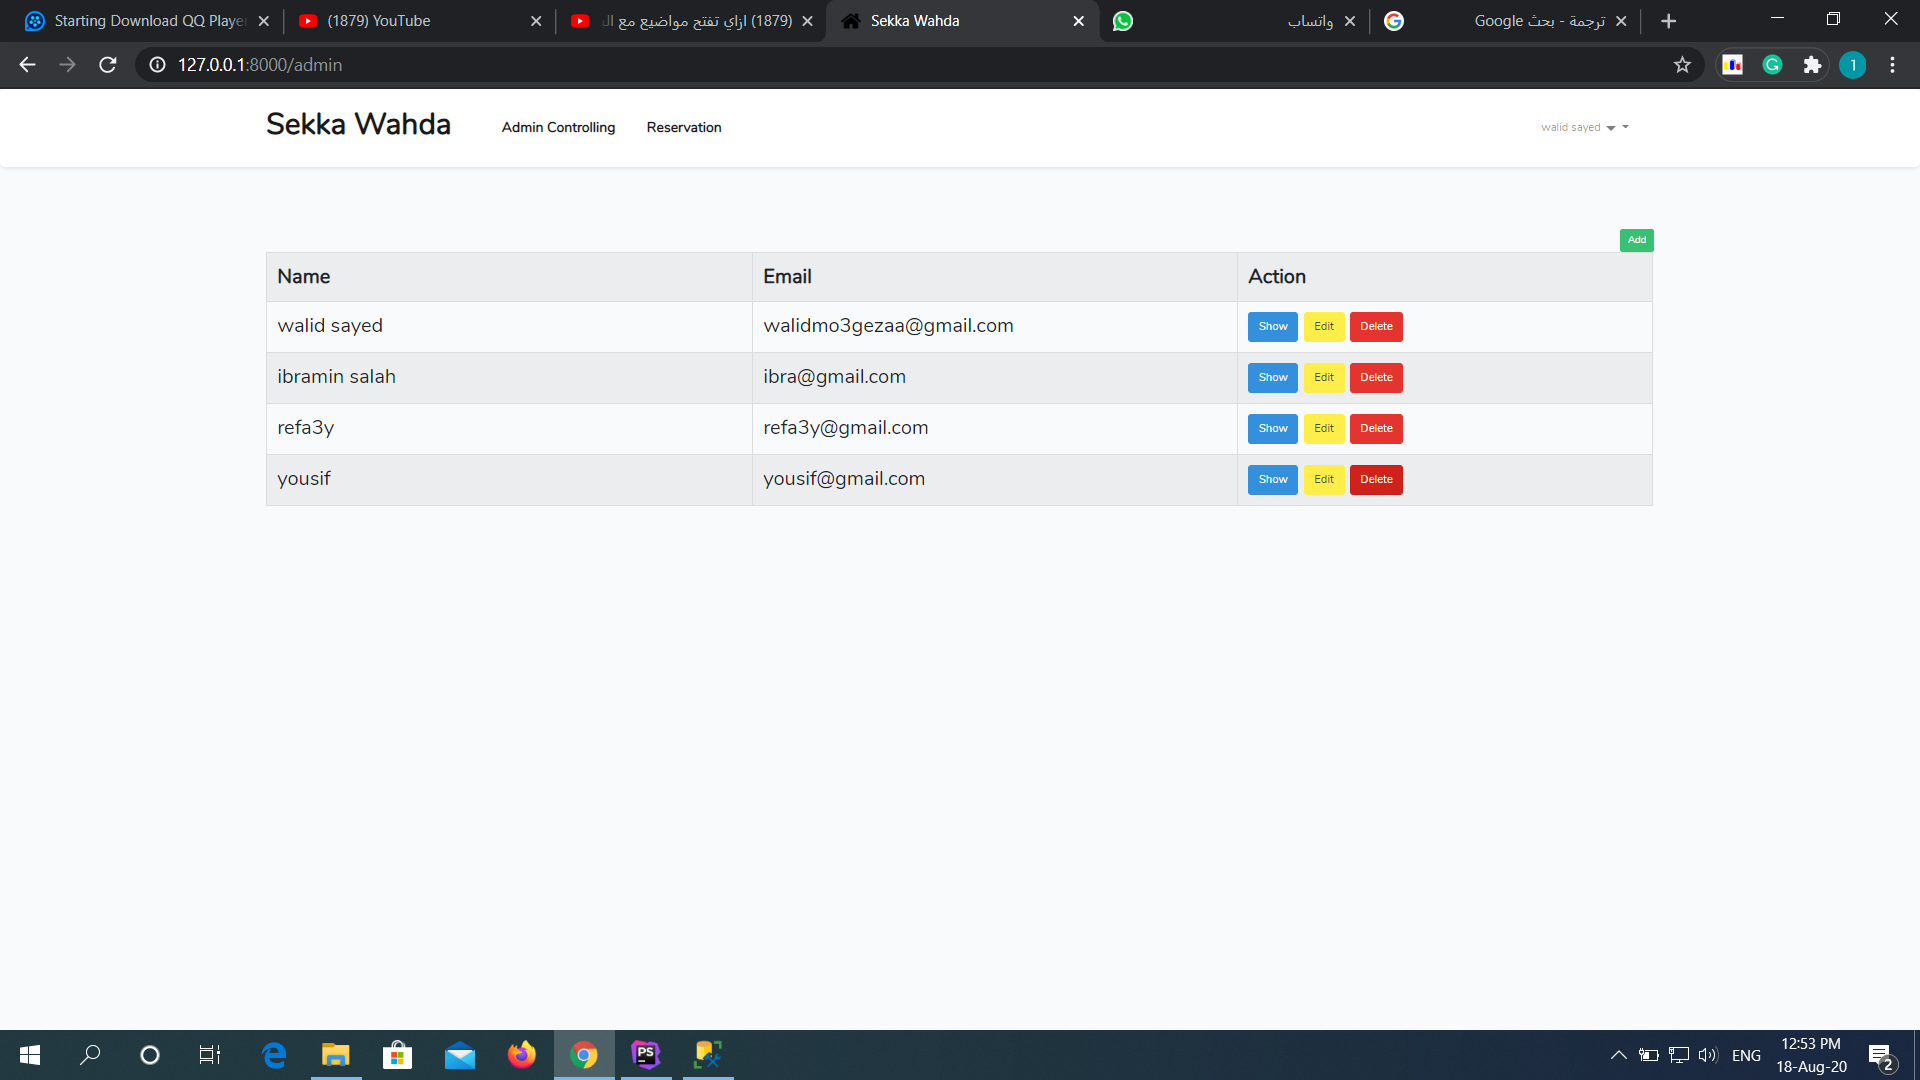 Starting Download QQ Playe
(1879) YouTube
(1879) ازاي تفتح مواضيع مع ال
Sekka Wahda
واتساب
ترجمة - بحث Google
127.0.0.1:8000/admin
1
Sekka Wahda
Admin Controlling
Reservation
walid sayed
Add
Name Email Action
walid sayed walidmo3gezaa@gmail.com Show Edit Delete
ibramin salah ibra@gmail.com Show Edit Delete
refa3y refa3y@gmail.com Show Edit Delete
yousif yousif@gmail.com Show Edit Delete
PS
ENG
12:53 PM
18-Aug-20
2